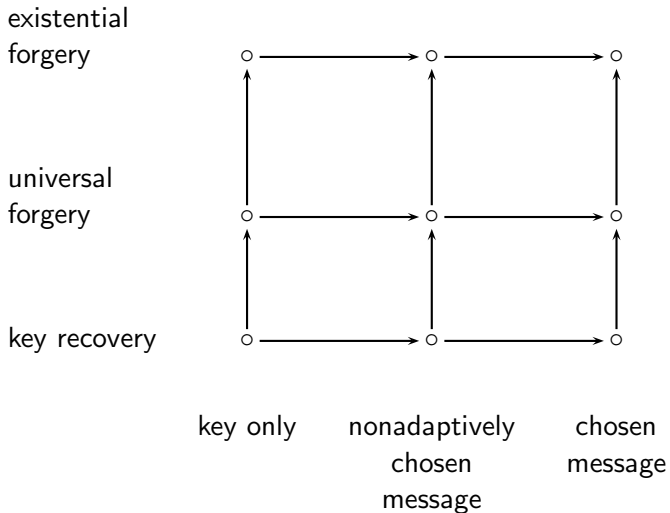 existential
forgery
universal
forgery
key recovery
key only
nonadaptively
chosen
message
chosen
message